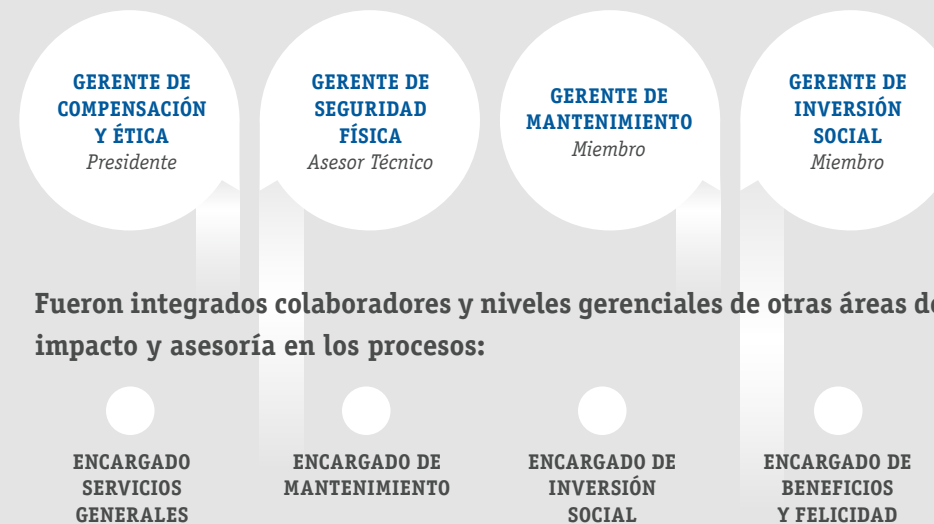 GERENTE DE
COMPENSACIÓN
Y ÉTICA
Presidente
GERENTE DE
SEGURIDAD
FÍSICA
Asesor Técnico
GERENTE DE
MANTENIMIENTO
Miembro
GERENTE DE
INVERSIÓN
SOCIAL
Miembro
Fueron integrados colaboradores y niveles gerenciales de otras áreas de
impacto y asesoría en los procesos:
ENCARGADO
SERVICIOS
GENERALES
ENCARGADO DE
MANTENIMIENTO
ENCARGADO DE
INVERSIÓN
SOCIAL
ENCARGADO DE
BENEFICIOS
Y FELICIDAD